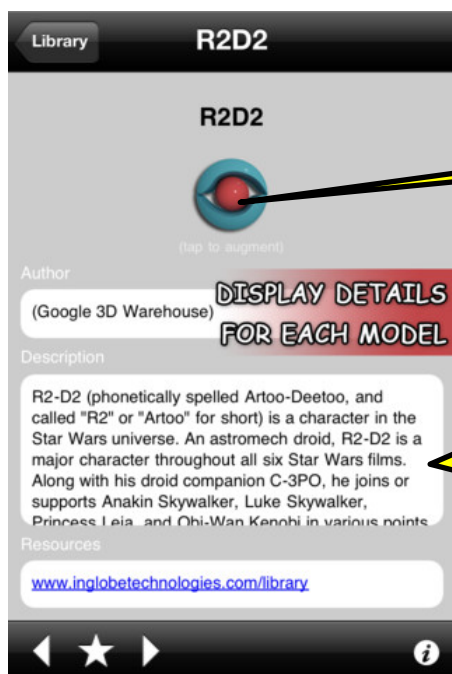 Library
R2D2
R2D2
(tap to augment)
Author
(Google 3D Warehouse)
DISPLAY DETAILS
FOR EACH MODEL
Description
R2-D2 (phonetically spelled Artoo-Deetoo, and
called "R2" or "Artoo" for short) is a character in the
Star Wars universe. An astromech droid, R2-D2 is a
major character throughout all six Star Wars films.
Along with his droid companion C-3PO, he joins or
supports Anakin Skywalker, Luke Skywalker,
Princess Leia, and Obi-Wan Kenobi in various points
Resources
www.inglobetechnologies.com/library
i